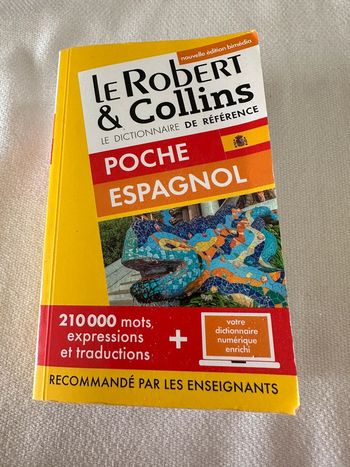 nouvelle édition bimédia
LE ROBERT
& Collins
LE DICTIONNAIRE DE RÉFÉRENCE
POCHE
ESPAGNOL
210 000 mots,
expressions
et traductions
+
votre
dictionnaire
numérique
enrichi
RECOMMANDÉ PAR LES ENSEIGNANTS